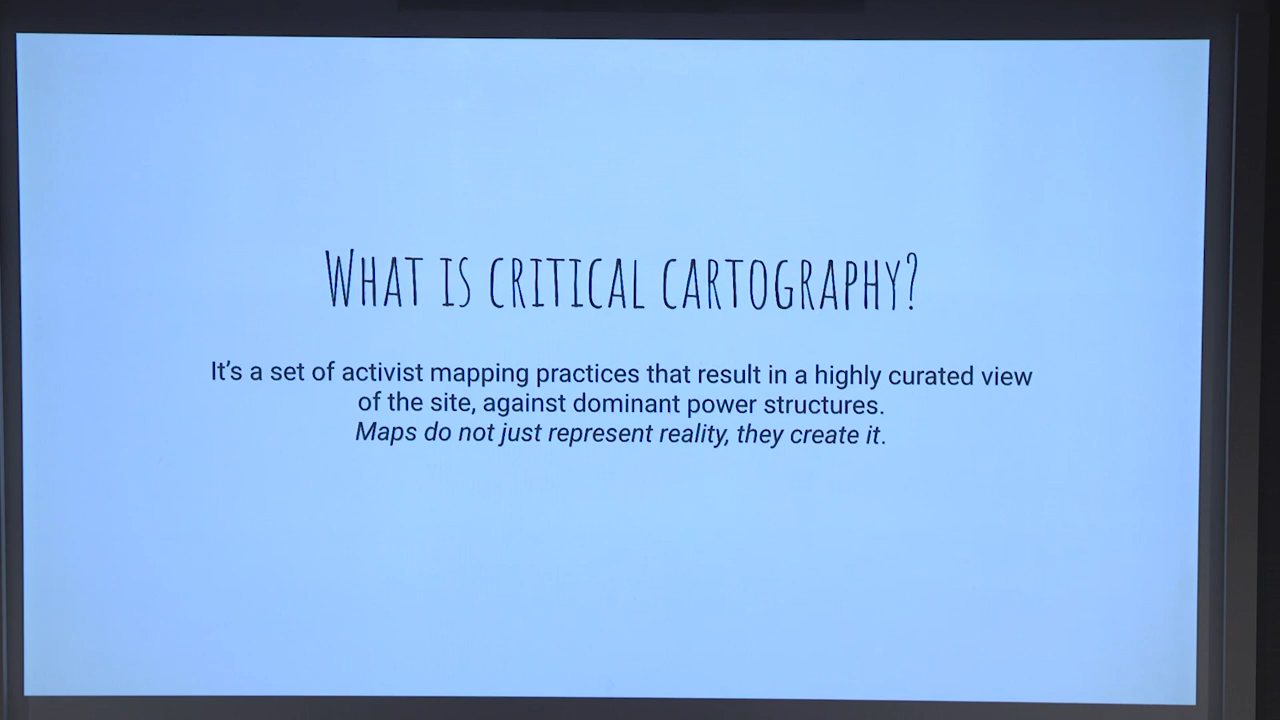 WHAT IS CRITICAL CARTOGRAPHY?
It's a set of activist mapping practices that result in a highly curated view
of the site, against dominant power structures.
Maps do not just represent reality, they create it.